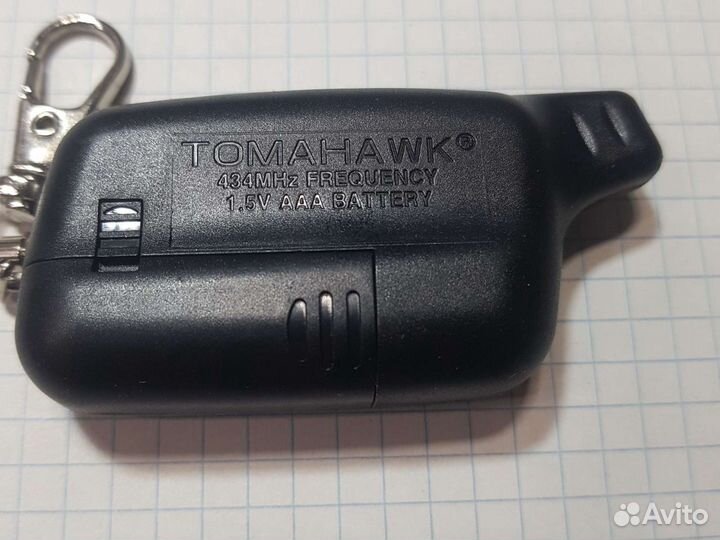 TOMAHAWK®
434MHz FREQUENCY
1.5V AAA BATTERY
Avito